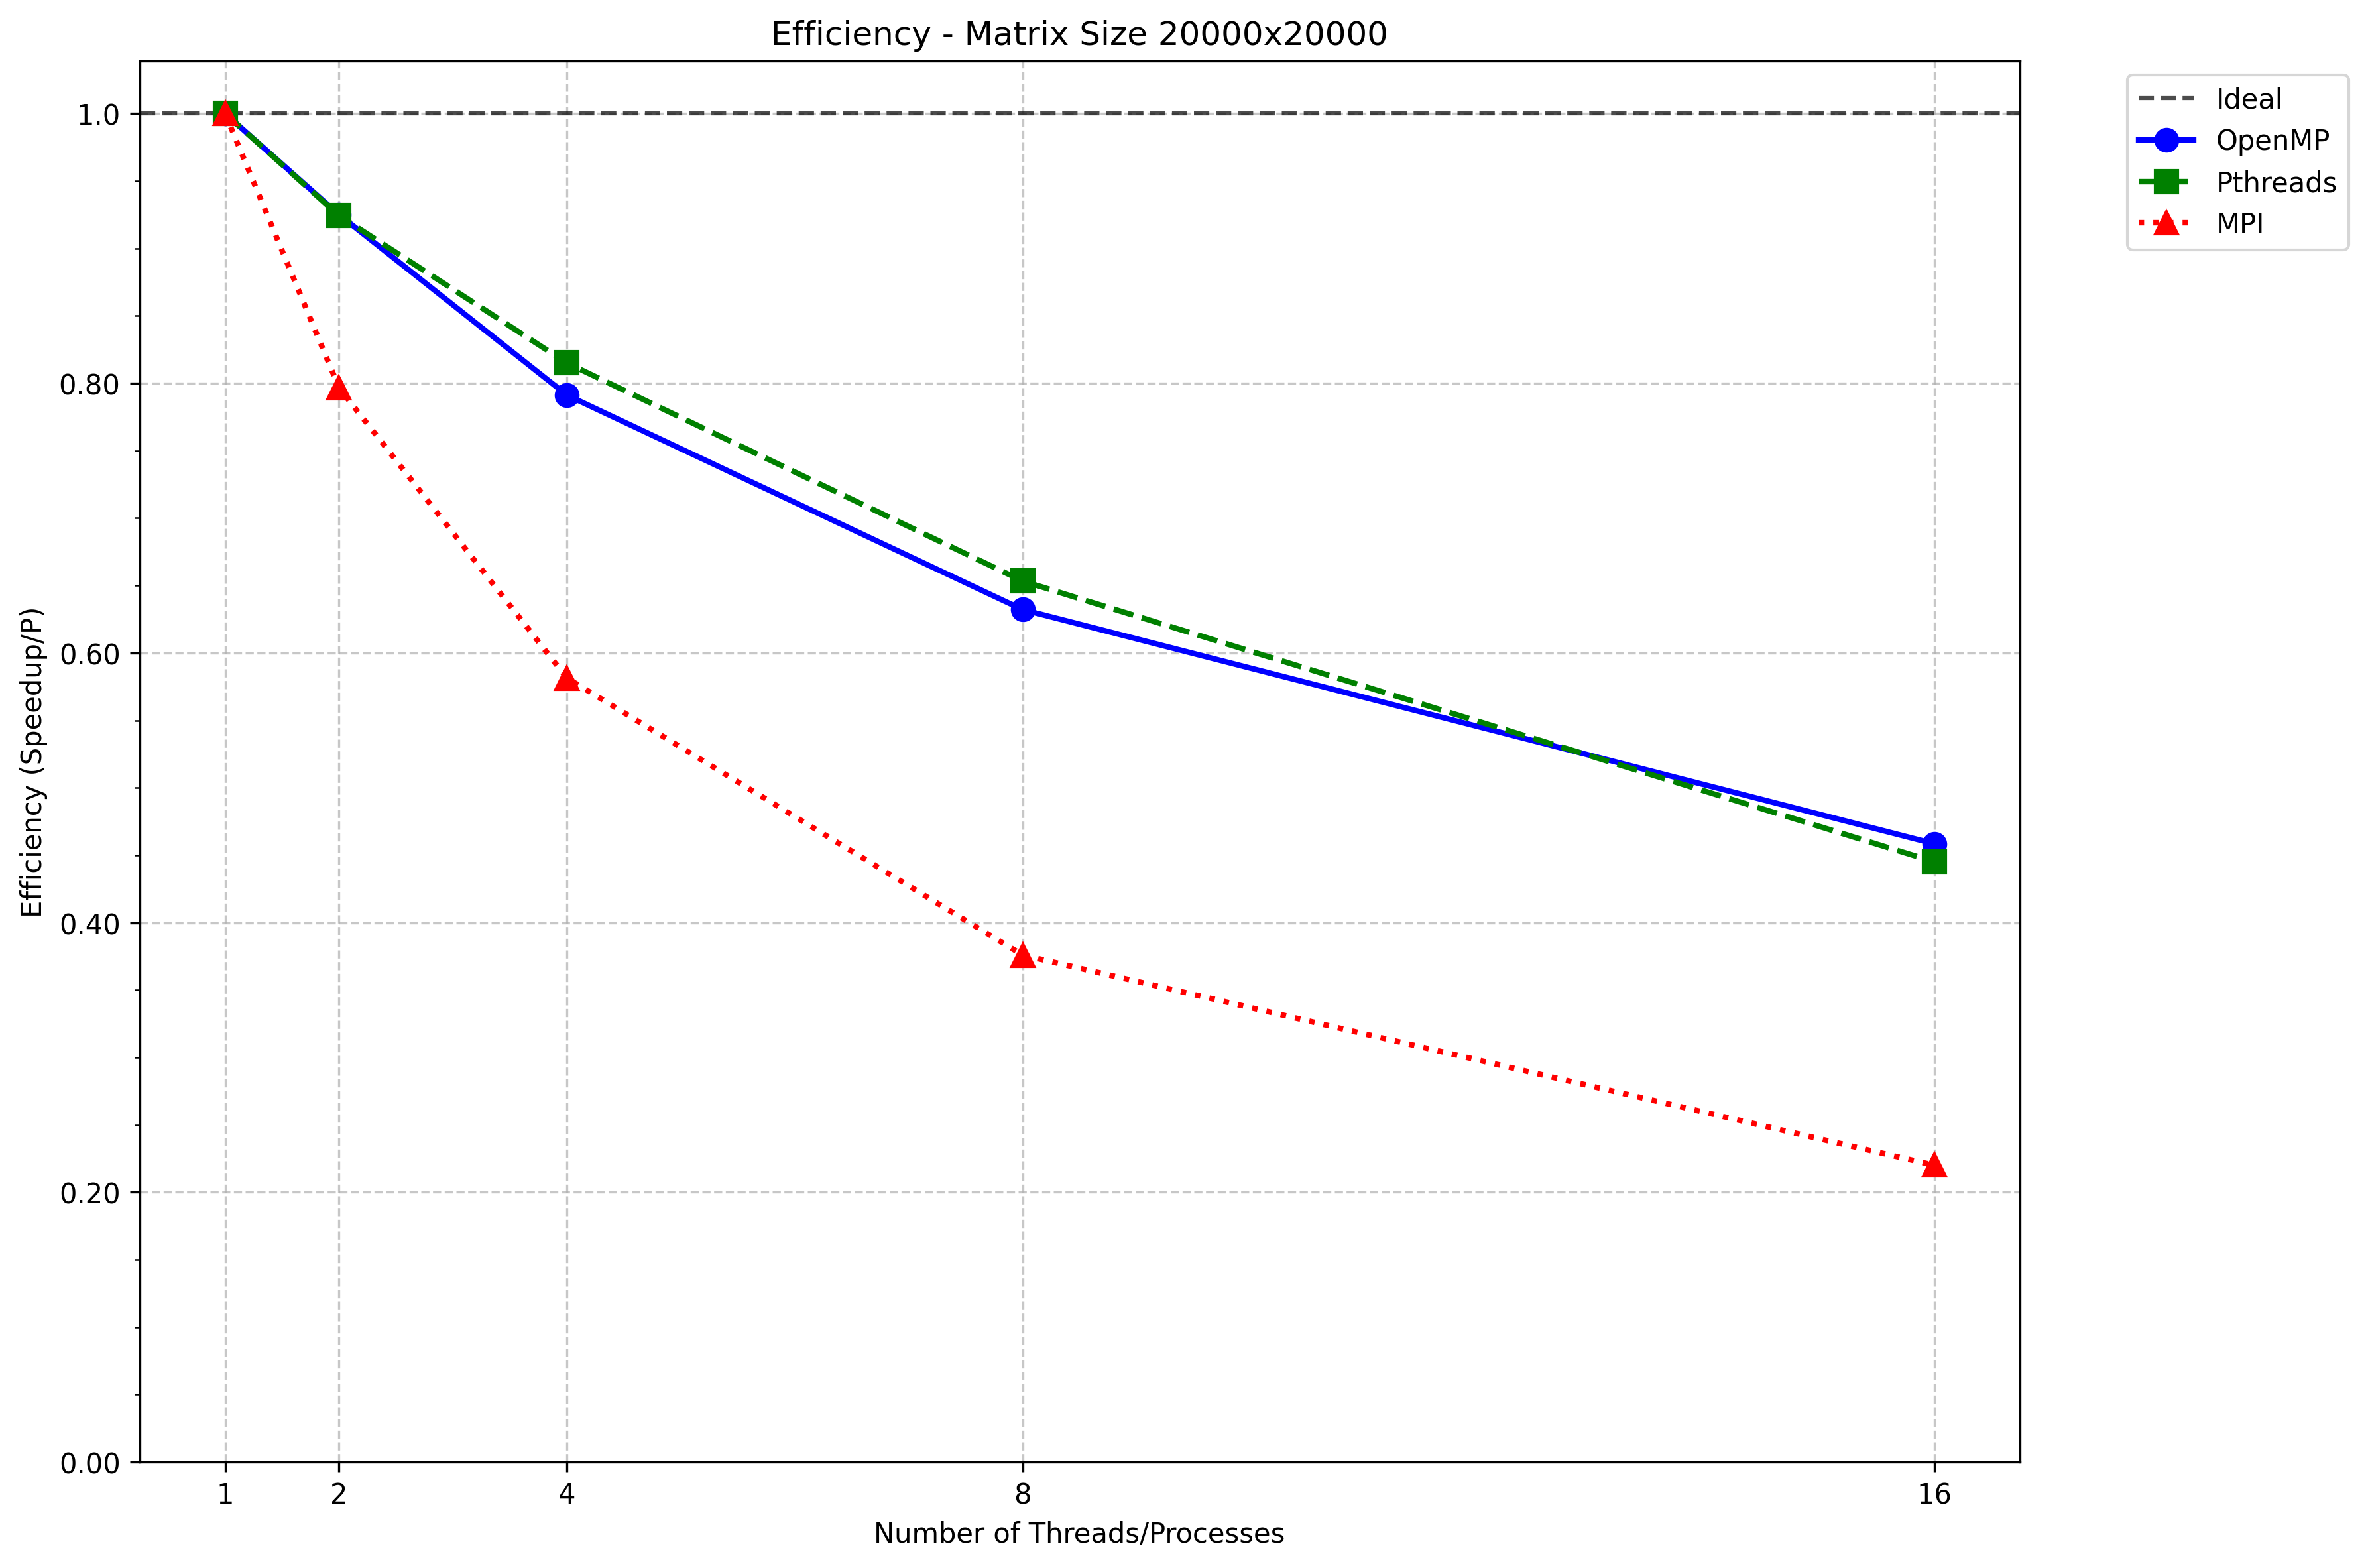 Efficiency - Matrix Size 20000x20000
Ideal
OpenMP
Pthreads
MPI
Efficiency (Speedup/P)
1.0
0.80
0.60
0.40
0.20
0.00
1 2 4 8 16
Number of Threads/Processes